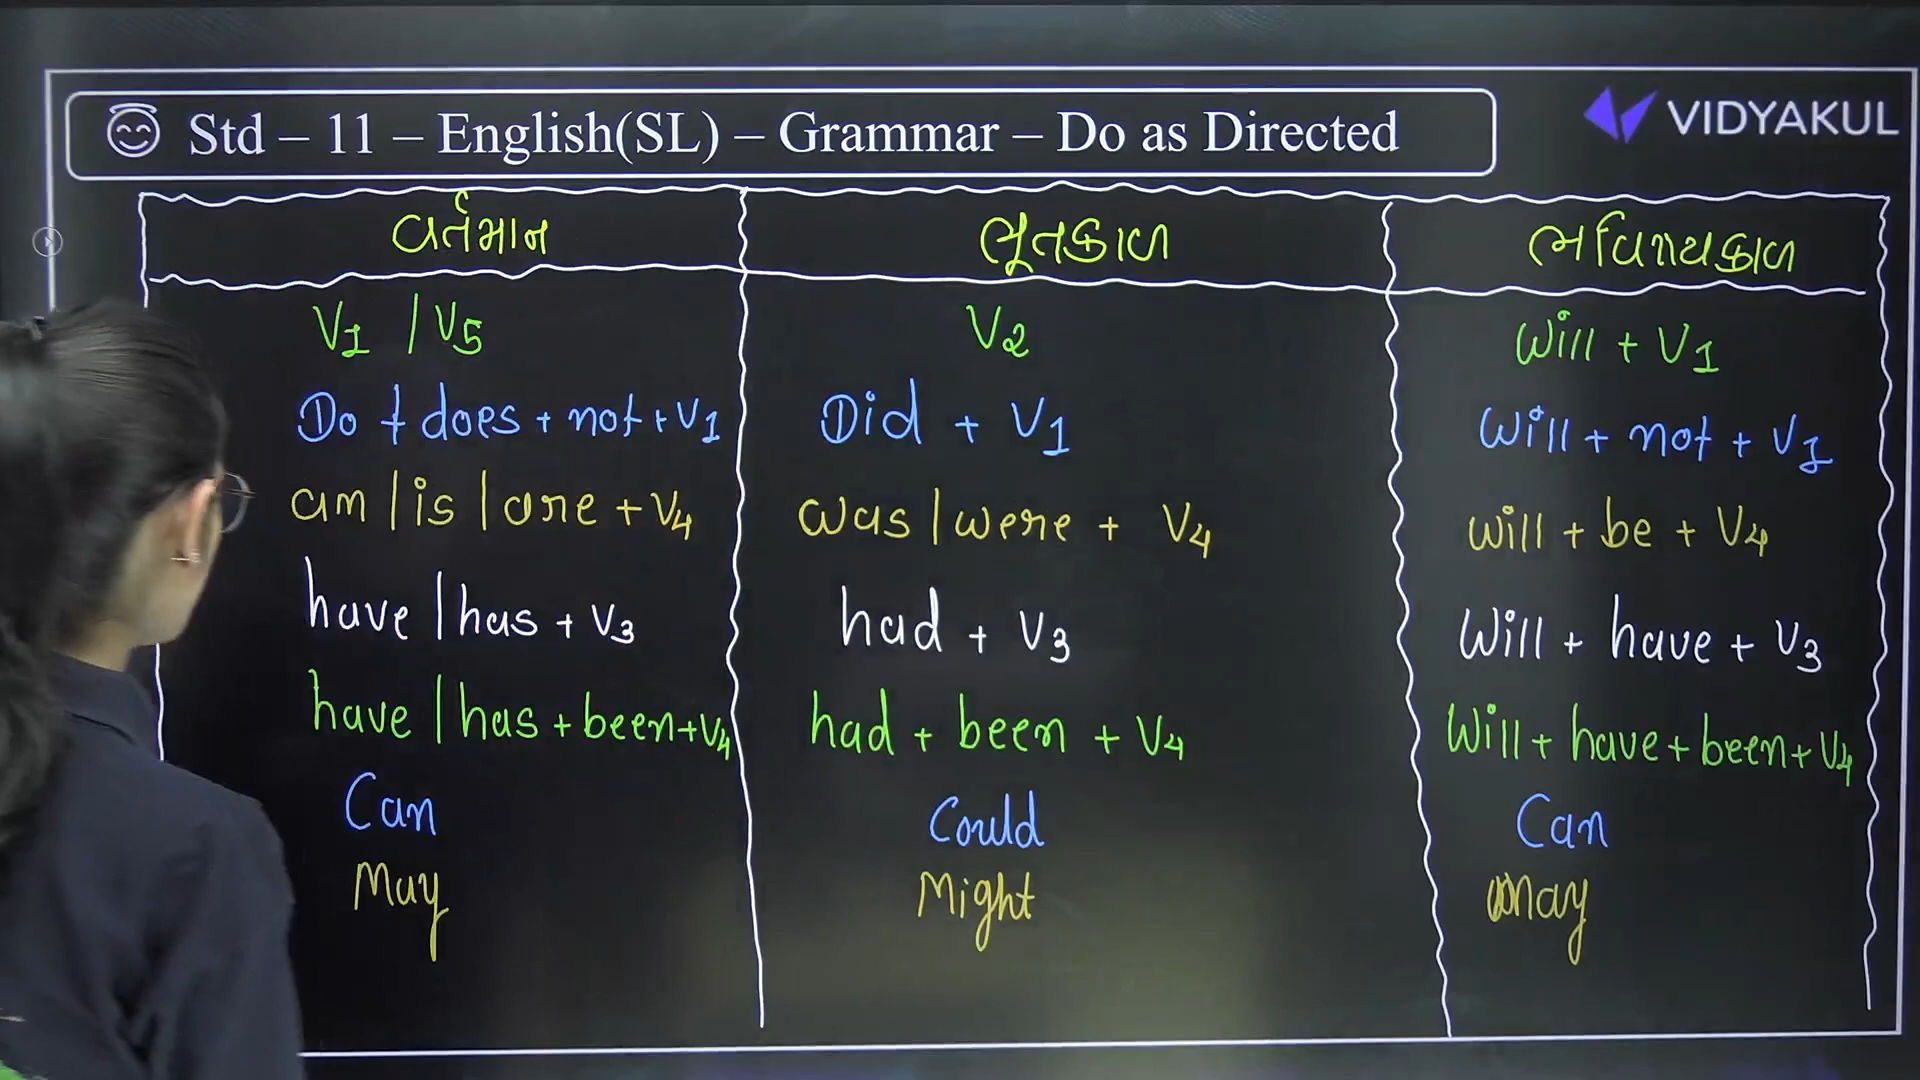 Std – 11 – English(SL) – Grammar – Do as Directed
VIDYAKUL
વર્તમાન
ભૂતકાળ
ભવિષ્યકાળ
V1 / V5
V2
Will + V1
Do / does + not + V1
Did + V1
Will + not + V1
am | is | are + V4
was | were + V4
will + be + V4
have | has + V3
had + V3
Will + have + V3
have | has + been + V4
had + been + V4
Will + have + been + V4
Can
Could
Can
May
Might
may